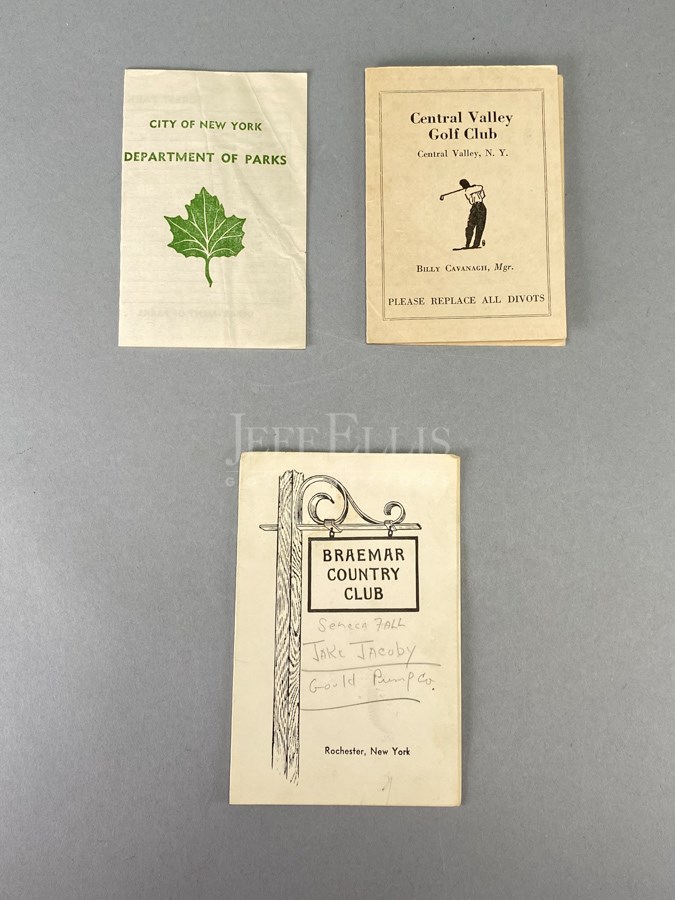 CITY OF NEW YORK
DEPARTMENT OF PARKS
Central Valley
Golf Club
Central Valley, N. Y.
Billy Cavanagh, Mgr.
PLEASE REPLACE ALL DIVOTS
JEFF ELLIS
BRAEMAR
COUNTRY
CLUB
Seneca Fall
Jake Jacoby
Gould Pump Co
Rochester, New York